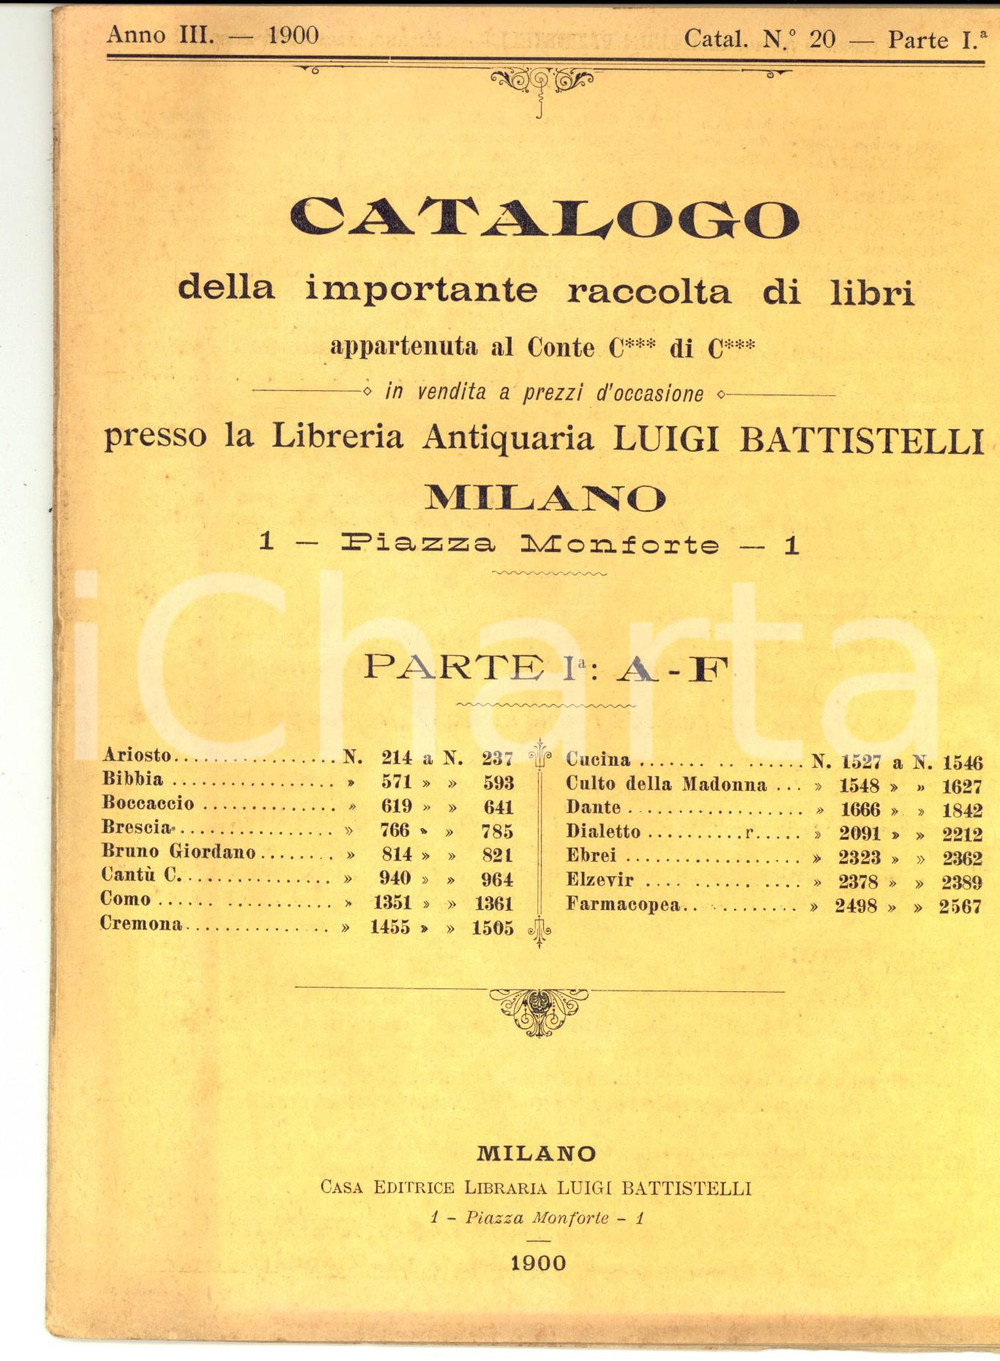 Anno III. — 1900
Catal. N.° 20 — Parte I.ª
CATALOGO
della importante raccolta di libri
appartenuta al Conte C*** di C***
in vendita a prezzi d'occasione
presso la Libreria Antiquaria LUIGI BATTISTELLI
MILANO
1 — Piazza Monforte — 1
iCharta
PARTE Iª: A-F
Ariosto................. N. 214 a N. 237
Bibbia ................. » 571 » » 593
Boccaccio .............. » 619 » » 641
Brescia................. » 766 » » 785
Bruno Giordano........ » 814 » » 821
Cantù C................ » 940 » » 964
Como ................. » 1351 » » 1361
Cremona............... » 1455 » » 1505
Cucina ................. N. 1527 a N. 1546
Culto della Madonna ... » 1548 » » 1627
Dante .................. » 1666 » » 1842
Dialetto ..........r..... » 2091 » » 2212
Ebrei .................. » 2323 » » 2362
Elzevir ................. » 2378 » » 2389
Farmacopea............ » 2498 » » 2567
MILANO
CASA EDITRICE LIBRARIA LUIGI BATTISTELLI
1 - Piazza Monforte - 1
1900